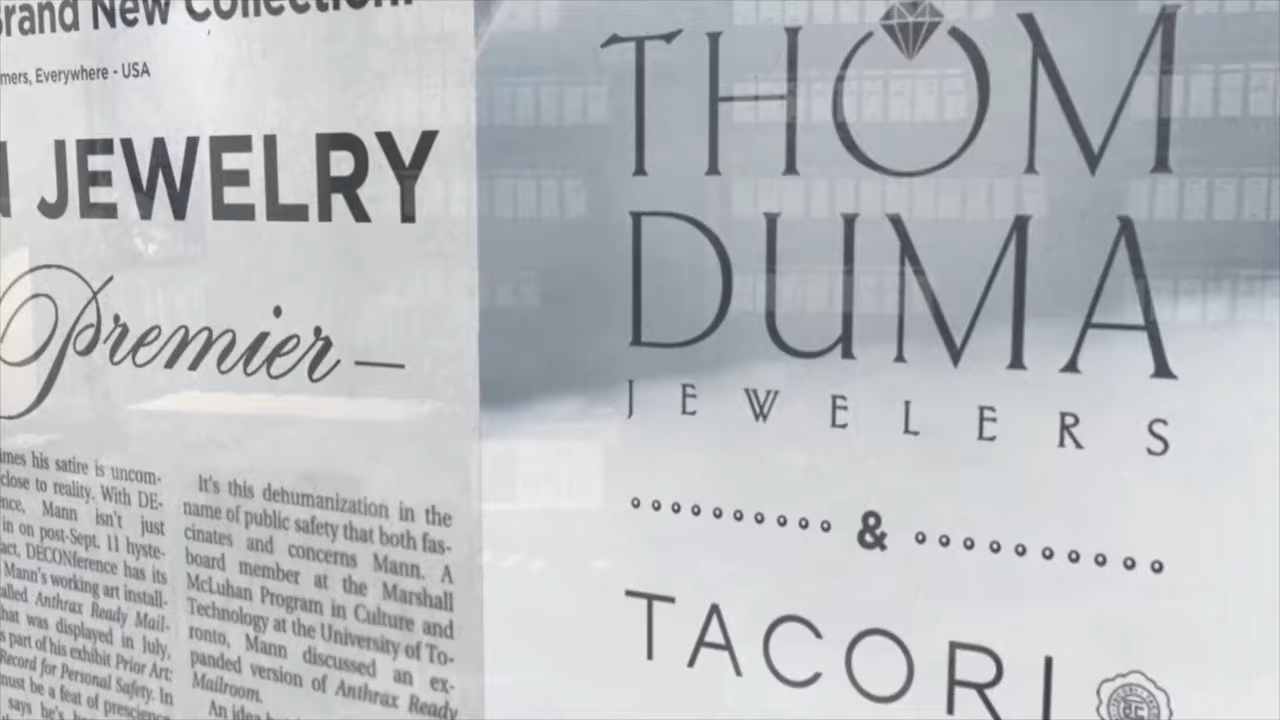 Brand New Collection!
mers, Everywhere - USA
JEWELRY
Premier —
imes his satire is uncom-
close to reality. With DE-
nce, Mann isn't just
in on post-Sept. 11 hyste-
act, DECONference has its
Mann's working art install-
alled Anthrax Ready Mail-
hat was displayed in July,
s part of his exhibit Prior Art:
Record for Personal Safety. In
must be a feat of prescience
says he's
It's this dehumanization in the
name of public safety that both fas-
cinates and concerns Mann. A
board member at the Marshall
McLuhan Program in Culture and
Technology at the University of To-
ronto, Mann discussed an ex-
panded version of Anthrax Ready
Mailroom.
An idea
THOM
DUMA
JEWELERS
&
TACORI